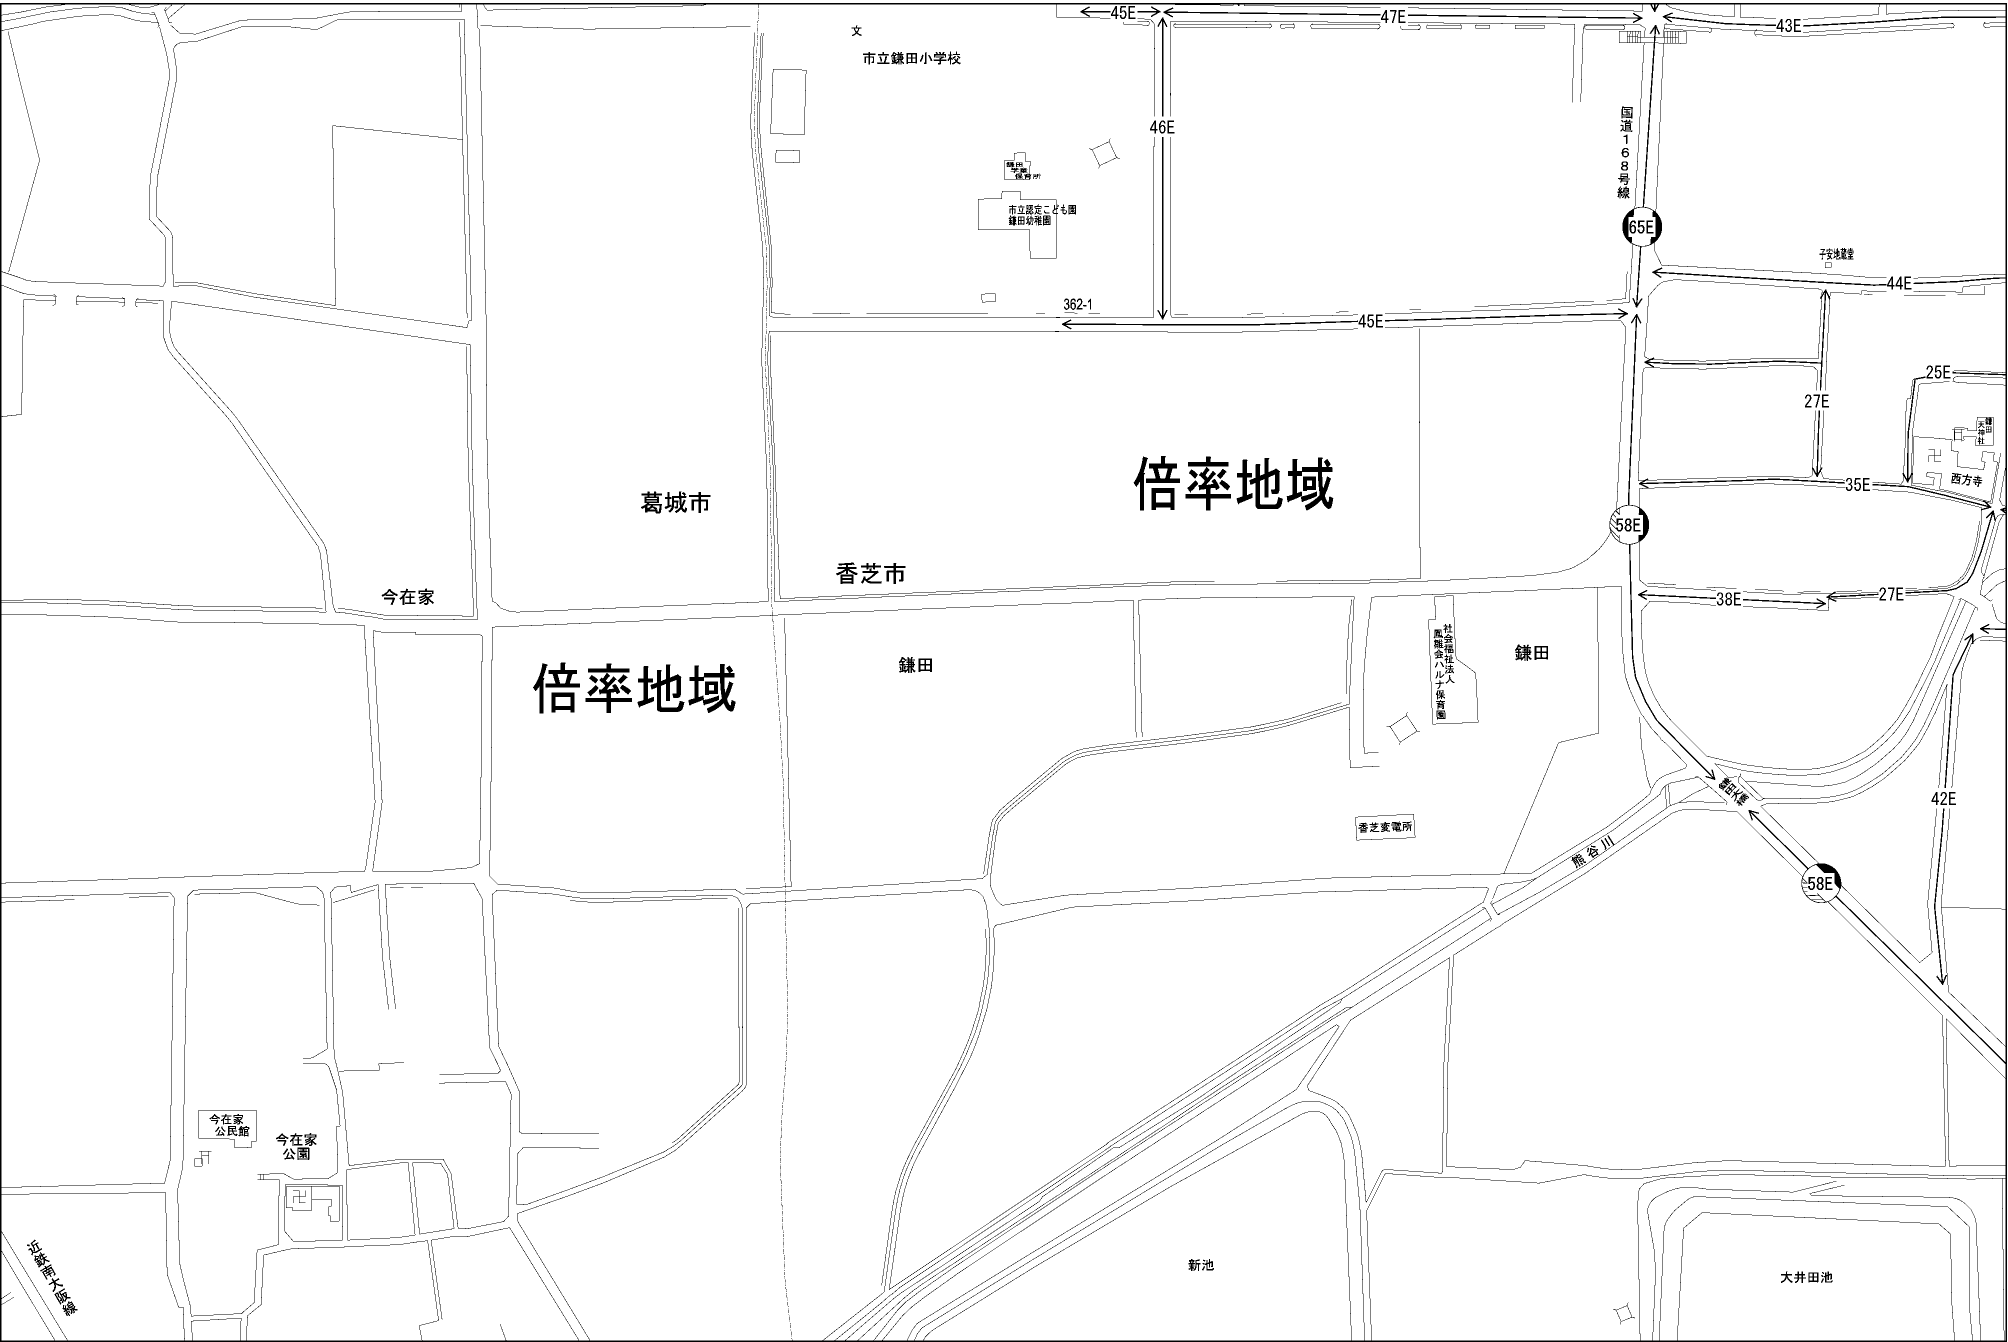 45E
47E
43E
文
市立鎌田小学校
46E
国道168号線
鎌田
学童
保育所
市立認定こども園
鎌田幼稚園
65E
子安地蔵堂
44E
362-1
45E
25E
27E
鎌田
天神社
倍率地域
35E
西方寺
葛城市
58E
香芝市
今在家
38E
27E
社会福祉法人
鳳雛会ハルナ保育園
鎌田
鎌田
倍率地域
鎌田大橋
42E
香芝変電所
熊谷川
58E
今在家
公民館
今在家
公園
近鉄南大阪線
新池
大井田池